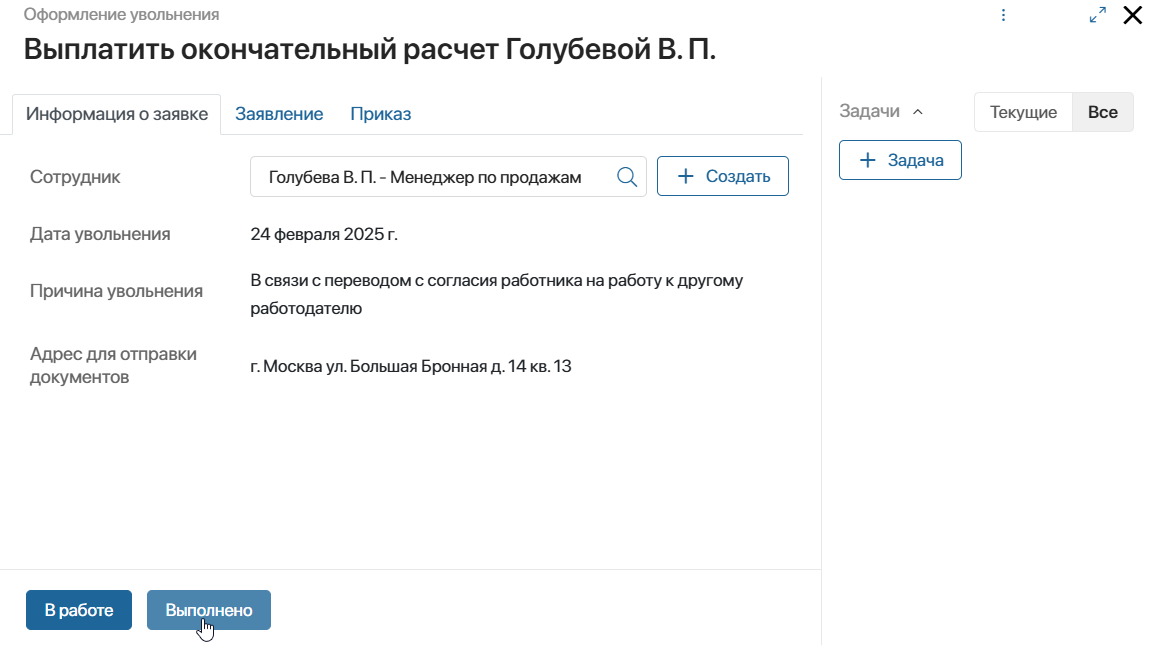 Оформление увольнения
Выплатить окончательный расчет Голубевой В. П.
Информация о заявке
Заявление
Приказ
Сотрудник
Голубева В. П. - Менеджер по продажам
Создать
Дата увольнения
24 февраля 2025 г.
Причина увольнения
В связи с переводом с согласия работника на работу к другому
работодателю
Адрес для отправки
документов
г. Москва ул. Большая Бронная д. 14 кв. 13
В работе
Выполнено
Задачи
Текущие
Все
Задача